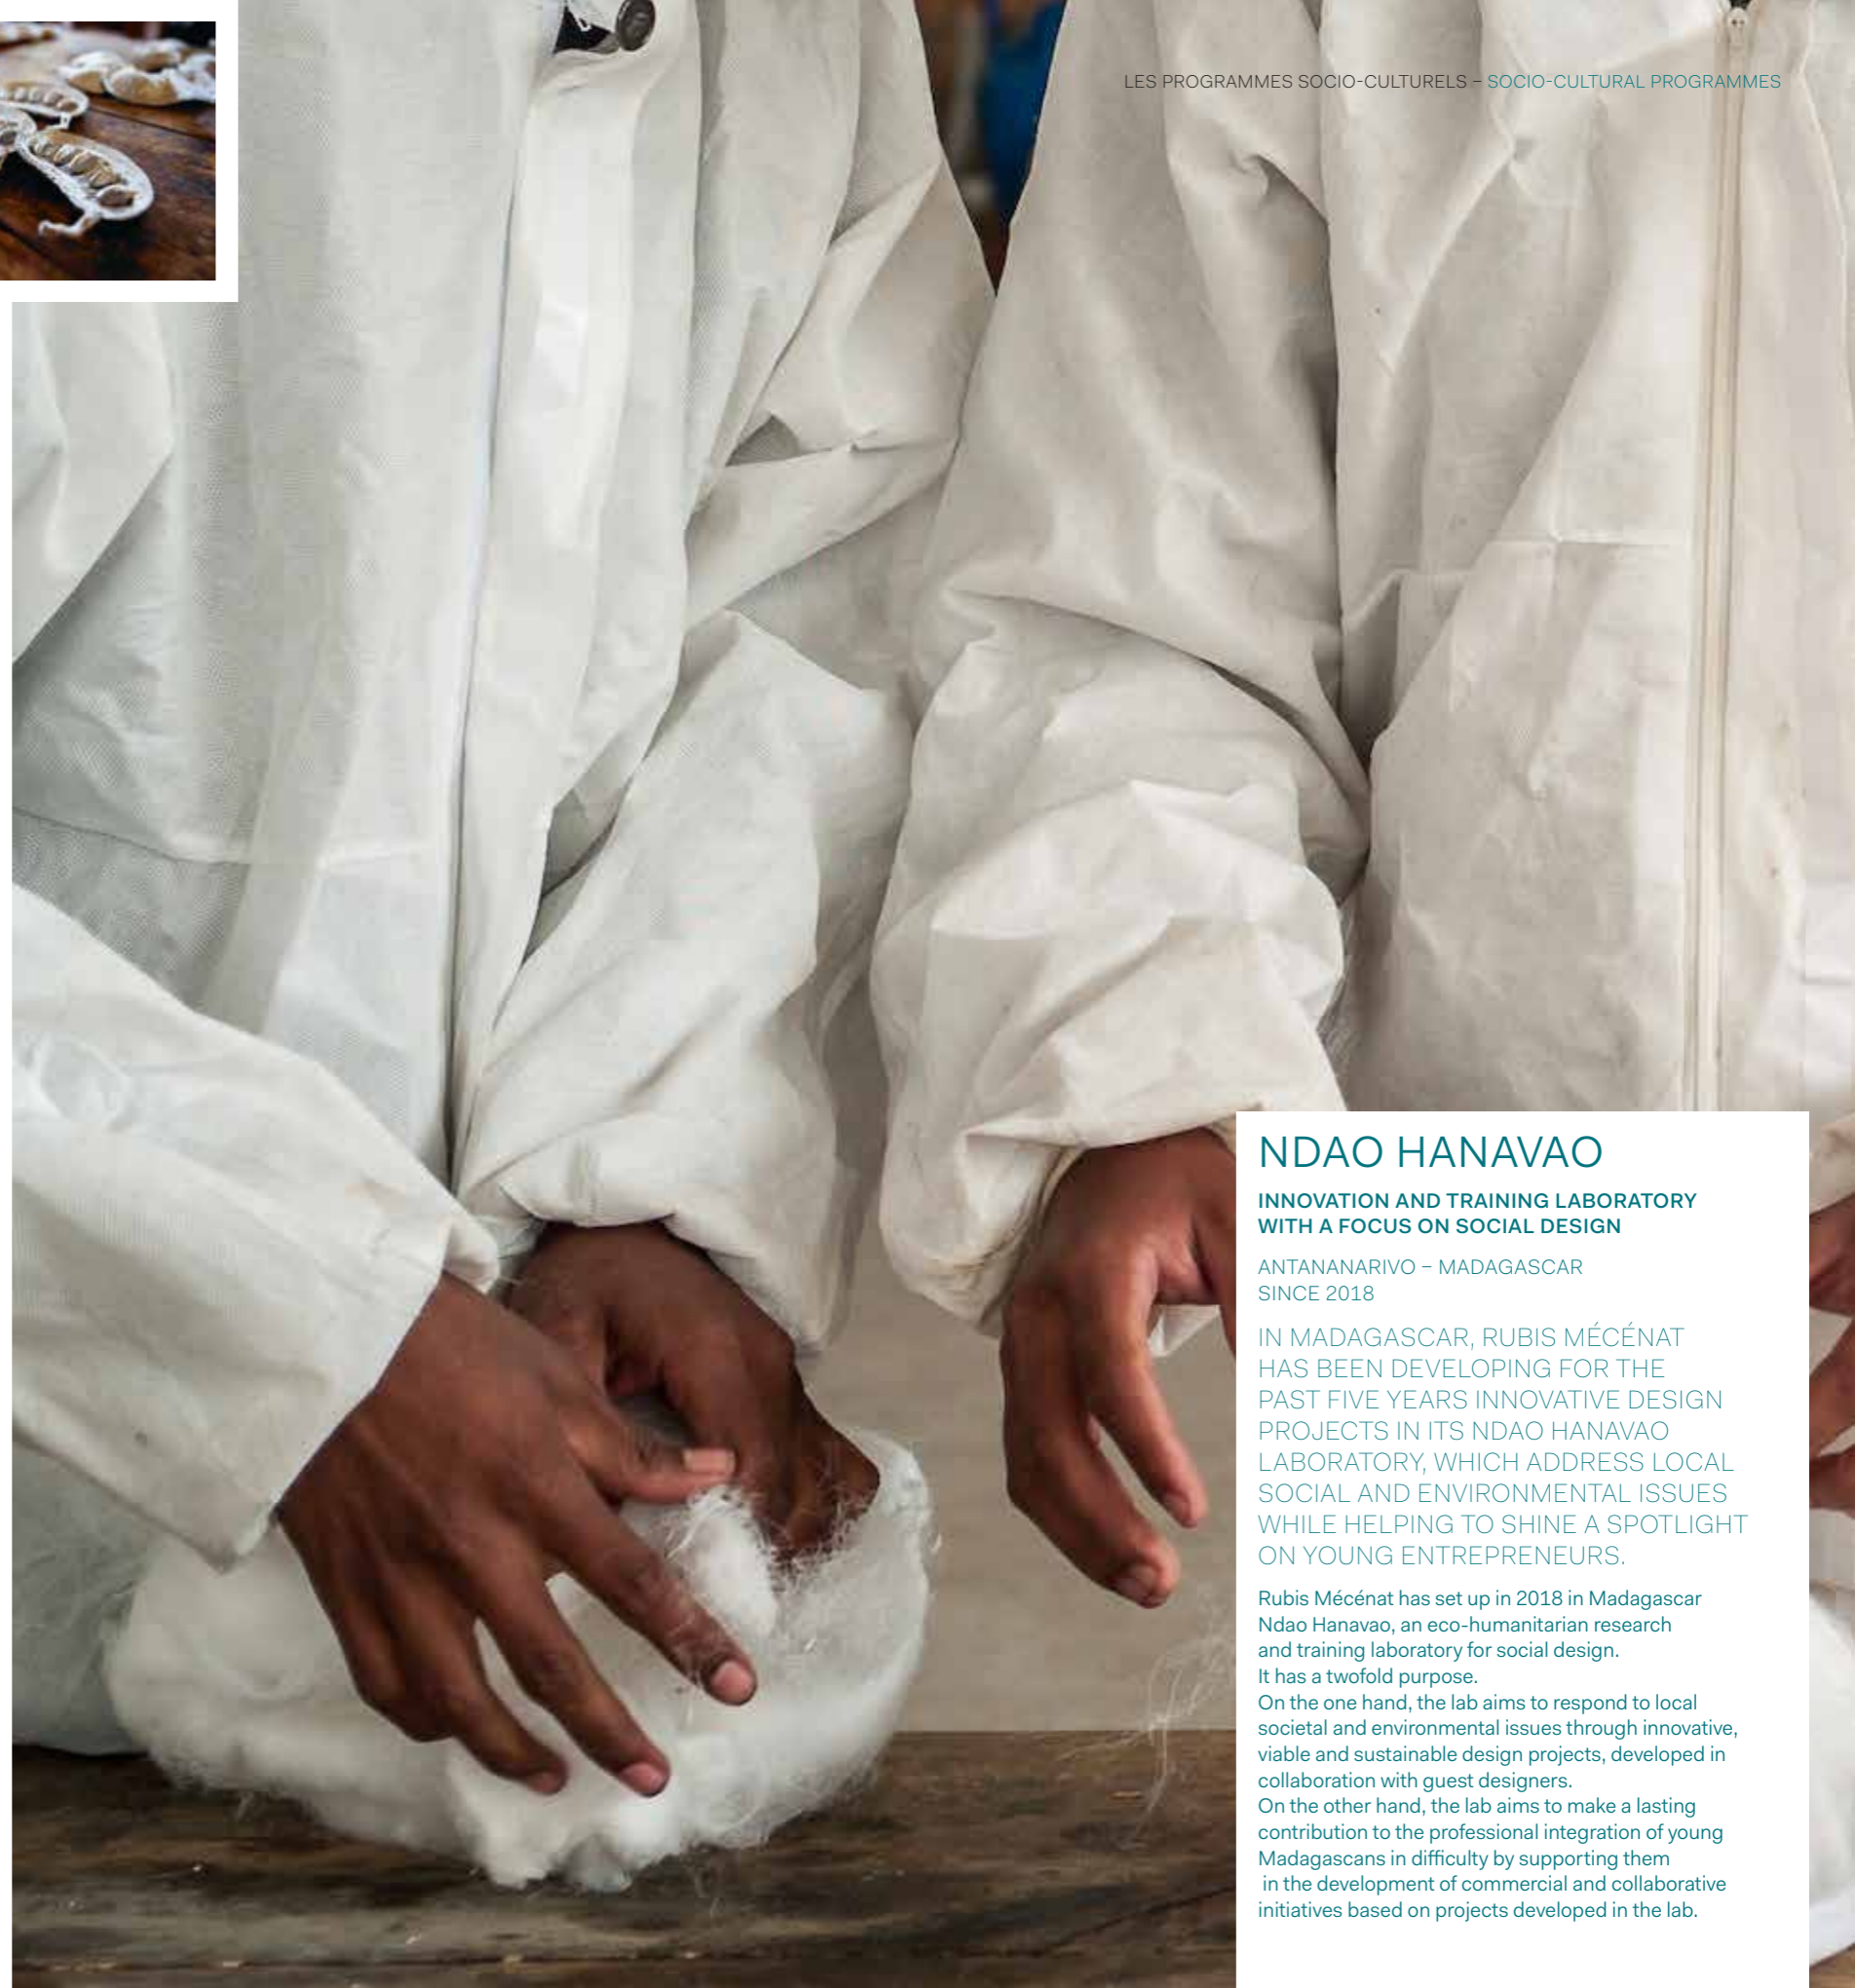 LES PROGRAMMES SOCIO-CULTURELS – SOCIO-CULTURAL PROGRAMMES
NDAO HANAVAO
INNOVATION AND TRAINING LABORATORY
WITH A FOCUS ON SOCIAL DESIGN
ANTANANARIVO – MADAGASCAR
SINCE 2018
IN MADAGASCAR, RUBIS MÉCÉNAT
HAS BEEN DEVELOPING FOR THE
PAST FIVE YEARS INNOVATIVE DESIGN
PROJECTS IN ITS NDAO HANAVAO
LABORATORY, WHICH ADDRESS LOCAL
SOCIAL AND ENVIRONMENTAL ISSUES
WHILE HELPING TO SHINE A SPOTLIGHT
ON YOUNG ENTREPRENEURS.
Rubis Mécénat has set up in 2018 in Madagascar
Ndao Hanavao, an eco-humanitarian research
and training laboratory for social design.
It has a twofold purpose.
On the one hand, the lab aims to respond to local
societal and environmental issues through innovative,
viable and sustainable design projects, developed in
collaboration with guest designers.
On the other hand, the lab aims to make a lasting
contribution to the professional integration of young
Madagascans in difficulty by supporting them
in the development of commercial and collaborative
initiatives based on projects developed in the lab.